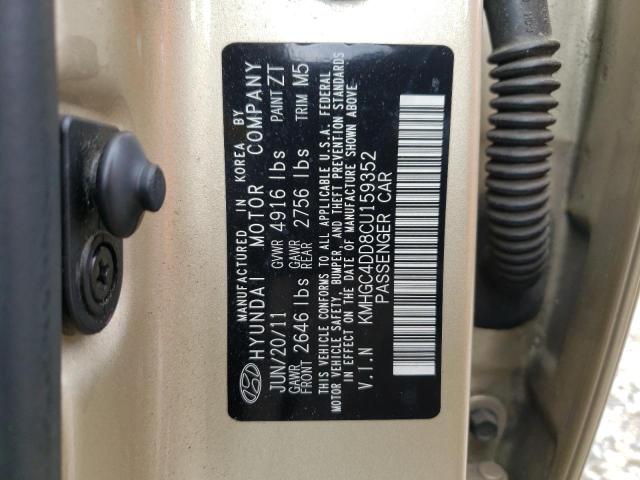 MANUFACTURED IN KOREA BY
HYUNDAI MOTOR COMPANY
JUN/20/11 GVWR 4916 lbs PAINT ZT
GAWR FRONT 2646 lbs GAWR REAR 2756 lbs TRIM M5
THIS VEHICLE CONFORMS TO ALL APPLICABLE U.S.A. FEDERAL
MOTOR VEHICLE SAFETY, BUMPER, AND THEFT PREVENTION STANDARDS
IN EFFECT ON THE DATE OF MANUFACTURE SHOWN ABOVE
V.I.N KMHGC4DD8CU159352
PASSENGER CAR